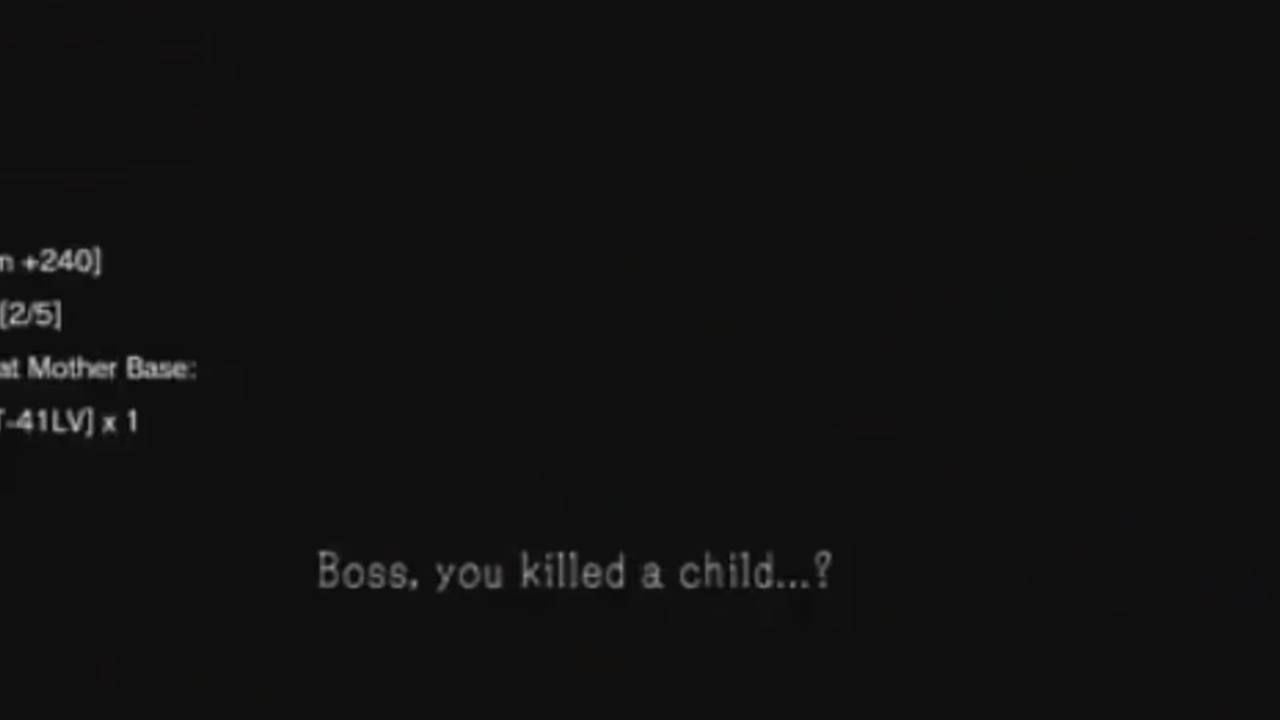 +240]
[2/5]
at Mother Base:
-41LV] x 1
Boss, you killed a child...?